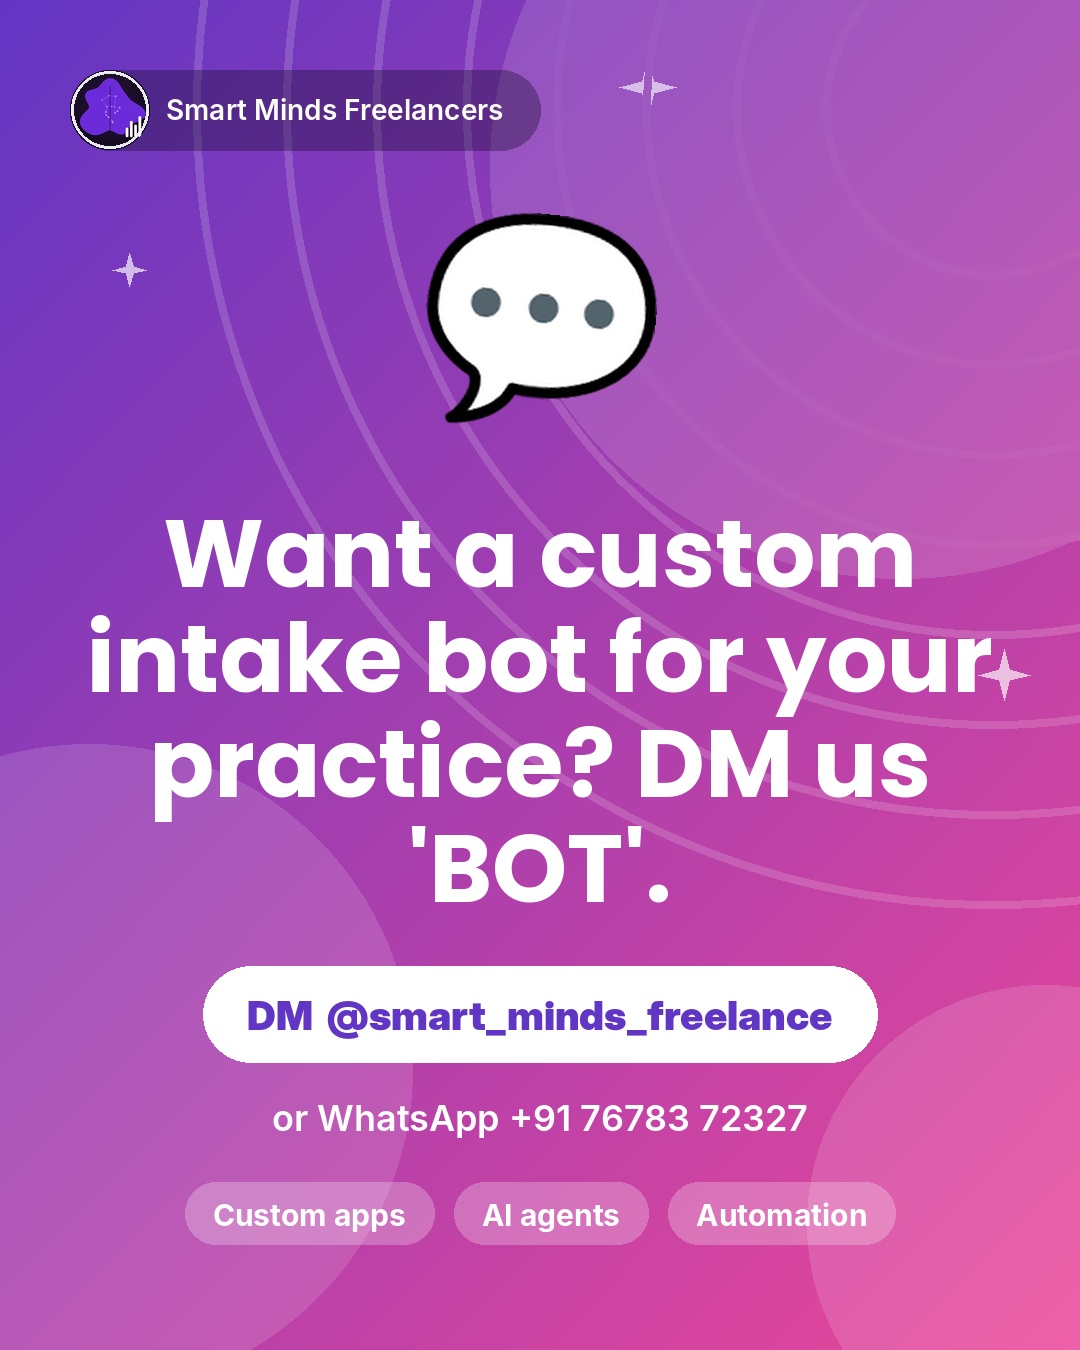 Smart Minds Freelancers
Want a custom
intake bot for your
practice? DM us
'BOT'.
DM @smart_minds_freelance
or WhatsApp +91 76783 72327
Custom apps
AI agents
Automation